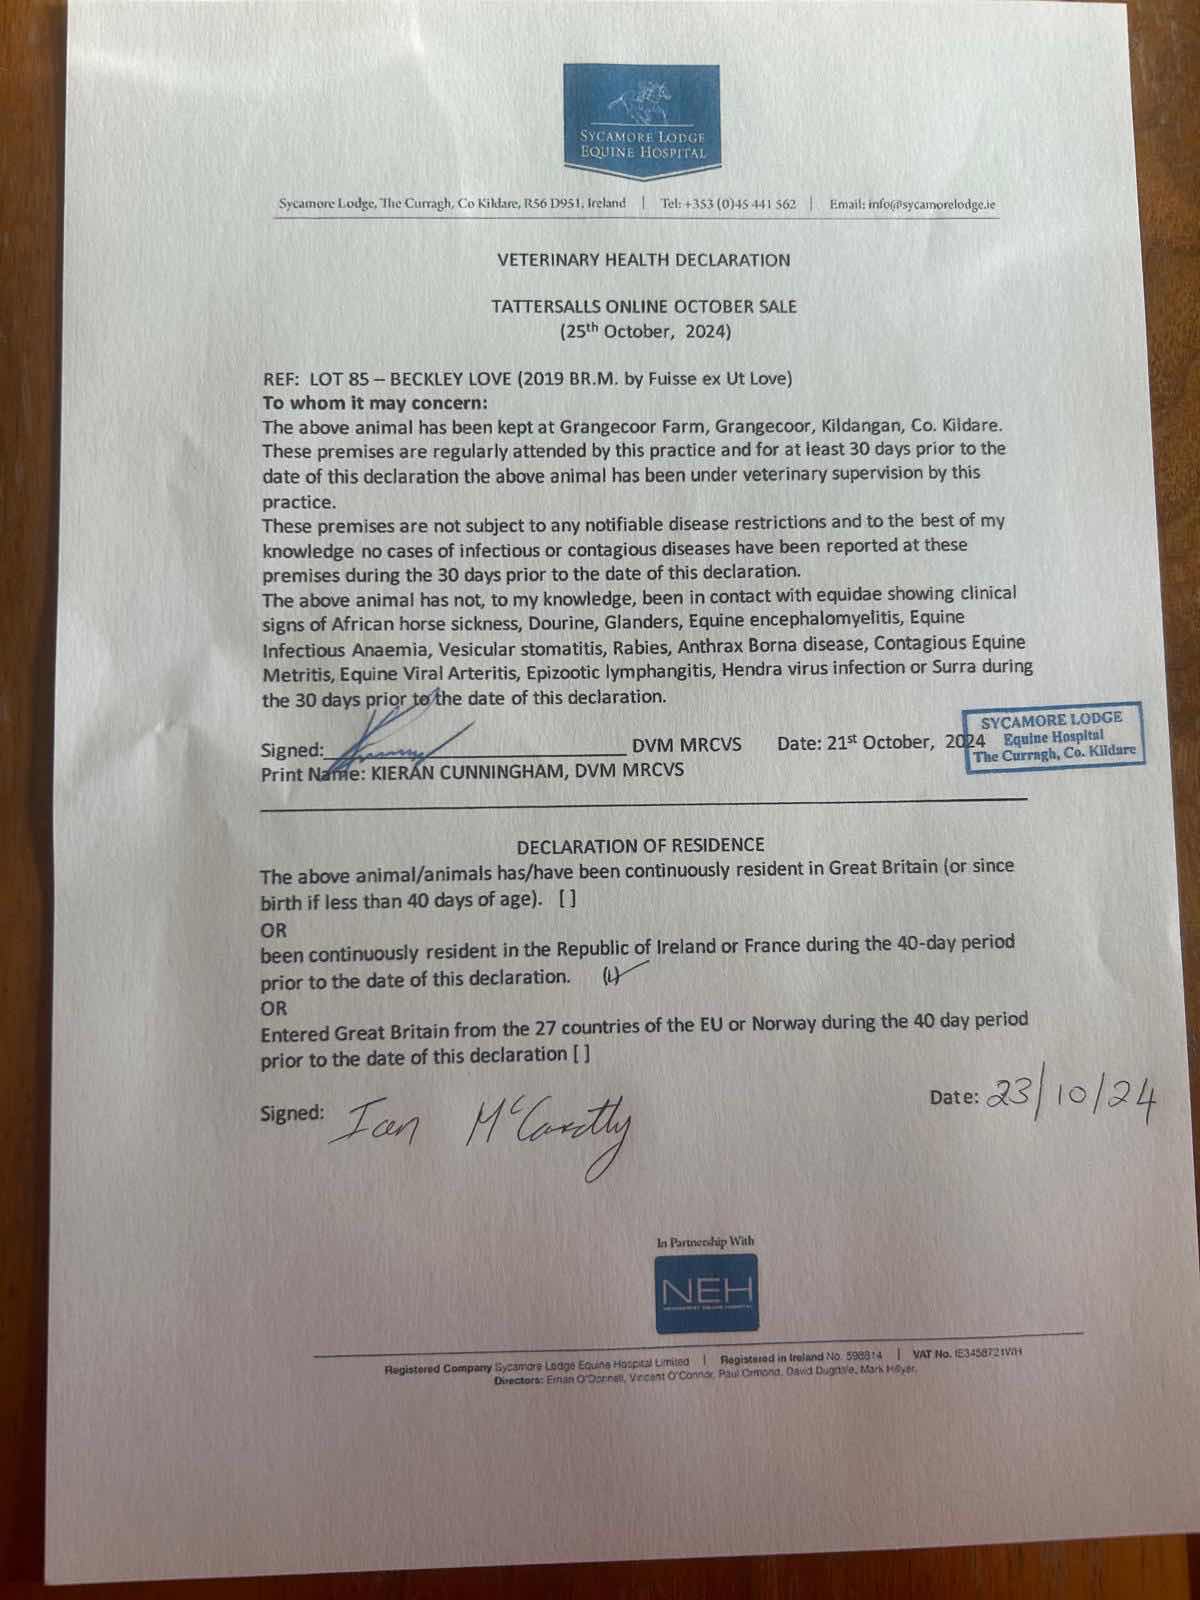 SYCAMORE LODGE
EQUINE HOSPITAL
Sycamore Lodge, The Curragh, Co Kildare, R56 D951, Ireland | Tel: +353 (0)45 441 562 | Email: info@sycamorelodge.ie
VETERINARY HEALTH DECLARATION
TATTERSALLS ONLINE OCTOBER SALE
(25th October, 2024)
REF: LOT 85 – BECKLEY LOVE (2019 BR.M. by Fuisse ex Ut Love)
To whom it may concern:
The above animal has been kept at Grangecoor Farm, Grangecoor, Kildangan, Co. Kildare.
These premises are regularly attended by this practice and for at least 30 days prior to the
date of this declaration the above animal has been under veterinary supervision by this
practice.
These premises are not subject to any notifiable disease restrictions and to the best of my
knowledge no cases of infectious or contagious diseases have been reported at these
premises during the 30 days prior to the date of this declaration.
The above animal has not, to my knowledge, been in contact with equidae showing clinical
signs of African horse sickness, Dourine, Glanders, Equine encephalomyelitis, Equine
Infectious Anaemia, Vesicular stomatitis, Rabies, Anthrax Borna disease, Contagious Equine
Metritis, Equine Viral Arteritis, Epizootic lymphangitis, Hendra virus infection or Surra during
the 30 days prior to the date of this declaration.
Signed: DVM MRCVS Date: 21st October, 2024
SYCAMORE LODGE
Equine Hospital
The Curragh, Co. Kildare
Print Name: KIERAN CUNNINGHAM, DVM MRCVS
DECLARATION OF RESIDENCE
The above animal/animals has/have been continuously resident in Great Britain (or since
birth if less than 40 days of age). [ ]
OR
been continuously resident in the Republic of Ireland or France during the 40-day period
prior to the date of this declaration. (✓)
OR
Entered Great Britain from the 27 countries of the EU or Norway during the 40 day period
prior to the date of this declaration [ ]
Signed: Ian McCarthy Date: 23/10/24
In Partnership With
NEH
NEWMARKET EQUINE HOSPITAL
Registered Company Sycamore Lodge Equine Hospital Limited | Registered in Ireland No. 598814 | VAT No. IE3458721WH
Directors: Ernan O'Donnell, Vincent O'Connor, Paul Ormond, David Dugdale, Mark Hillyer.